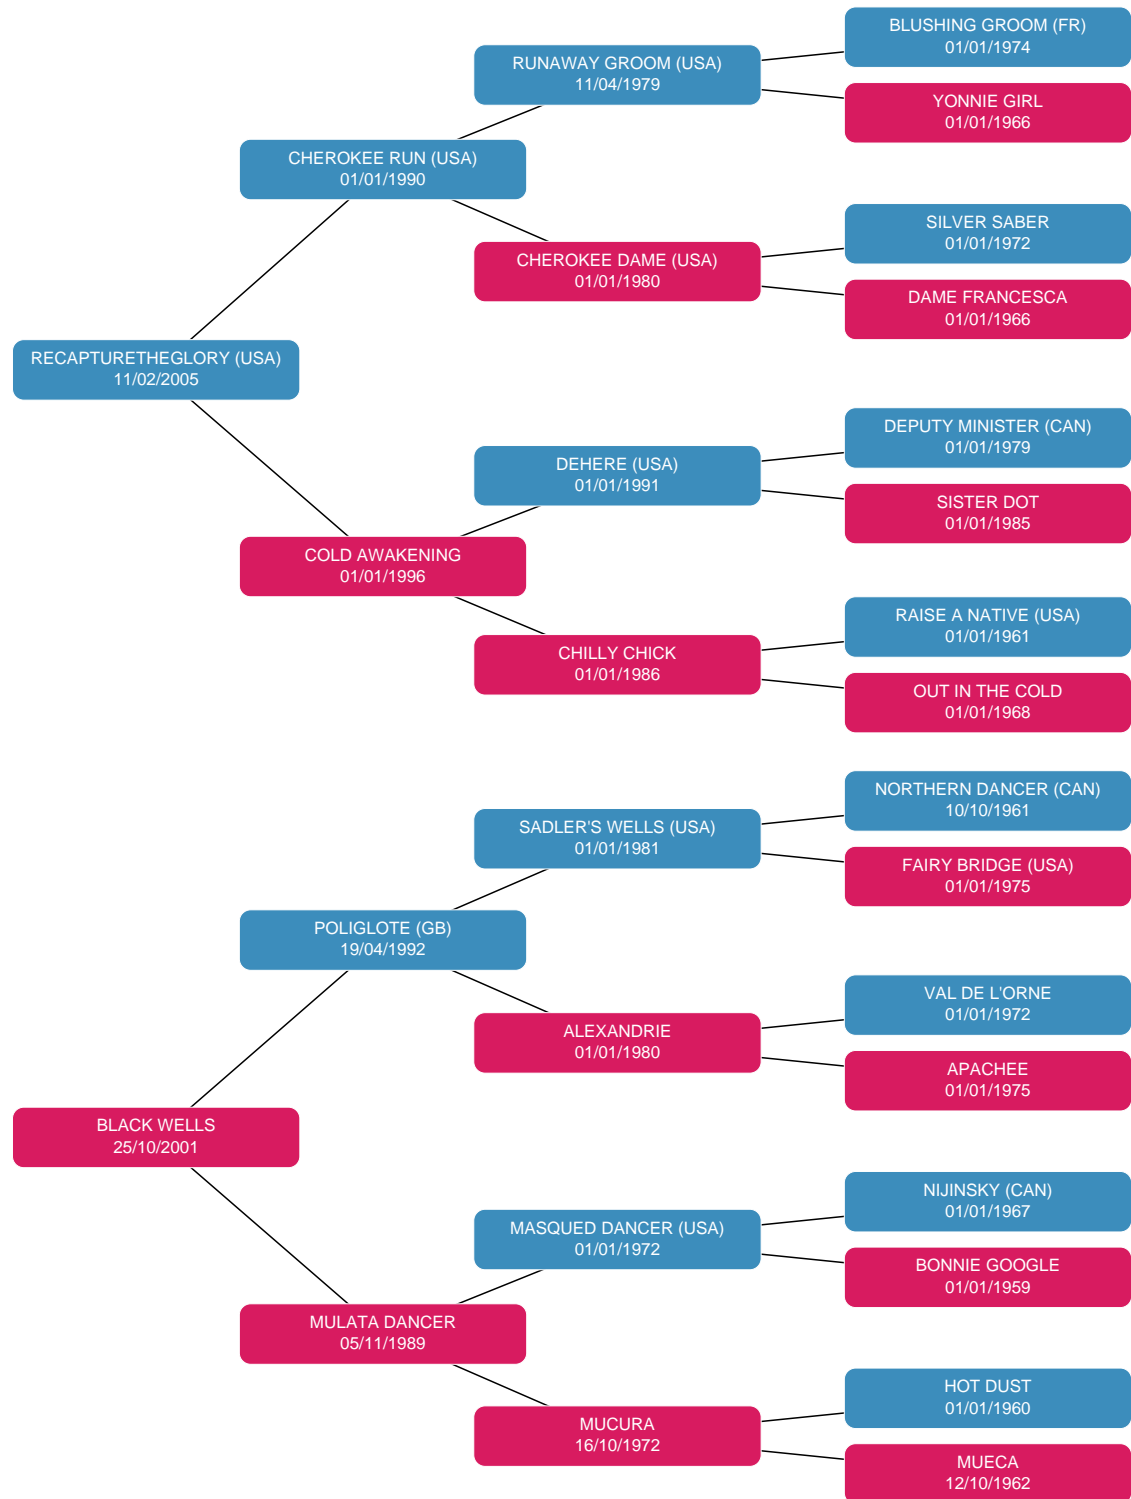 BLUSHING GROOM (FR)
01/01/1974
RUNAWAY GROOM (USA)
11/04/1979
YONNIE GIRL
01/01/1966
CHEROKEE RUN (USA)
01/01/1990
SILVER SABER
01/01/1972
CHEROKEE DAME (USA)
01/01/1980
DAME FRANCESCA
01/01/1966
RECAPTURETHEGLORY (USA)
11/02/2005
DEPUTY MINISTER (CAN)
01/01/1979
DEHERE (USA)
01/01/1991
SISTER DOT
01/01/1985
COLD AWAKENING
01/01/1996
RAISE A NATIVE (USA)
01/01/1961
CHILLY CHICK
01/01/1986
OUT IN THE COLD
01/01/1968
NORTHERN DANCER (CAN)
10/10/1961
SADLER'S WELLS (USA)
01/01/1981
FAIRY BRIDGE (USA)
01/01/1975
POLIGLOTE (GB)
19/04/1992
VAL DE L'ORNE
01/01/1972
ALEXANDRIE
01/01/1980
APACHEE
01/01/1975
BLACK WELLS
25/10/2001
NIJINSKY (CAN)
01/01/1967
MASQUED DANCER (USA)
01/01/1972
BONNIE GOOGLE
01/01/1959
MULATA DANCER
05/11/1989
HOT DUST
01/01/1960
MUCURA
16/10/1972
MUECA
12/10/1962